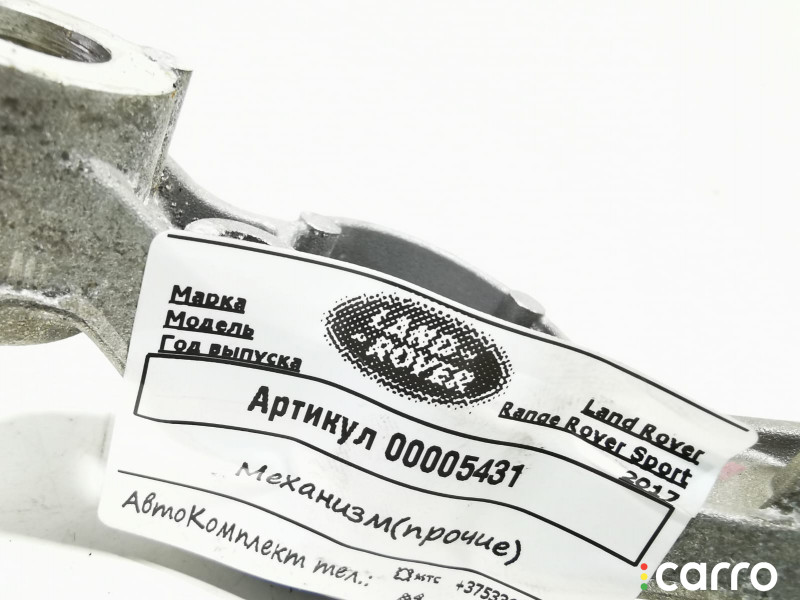 Марка
Модель
Год выпуска
LAND
ROVER
Land Rover
Range Rover Sport
2017
Артикул 00005431
Механизм(прочие)
АвтоКомплект тел.:
МТС
carro